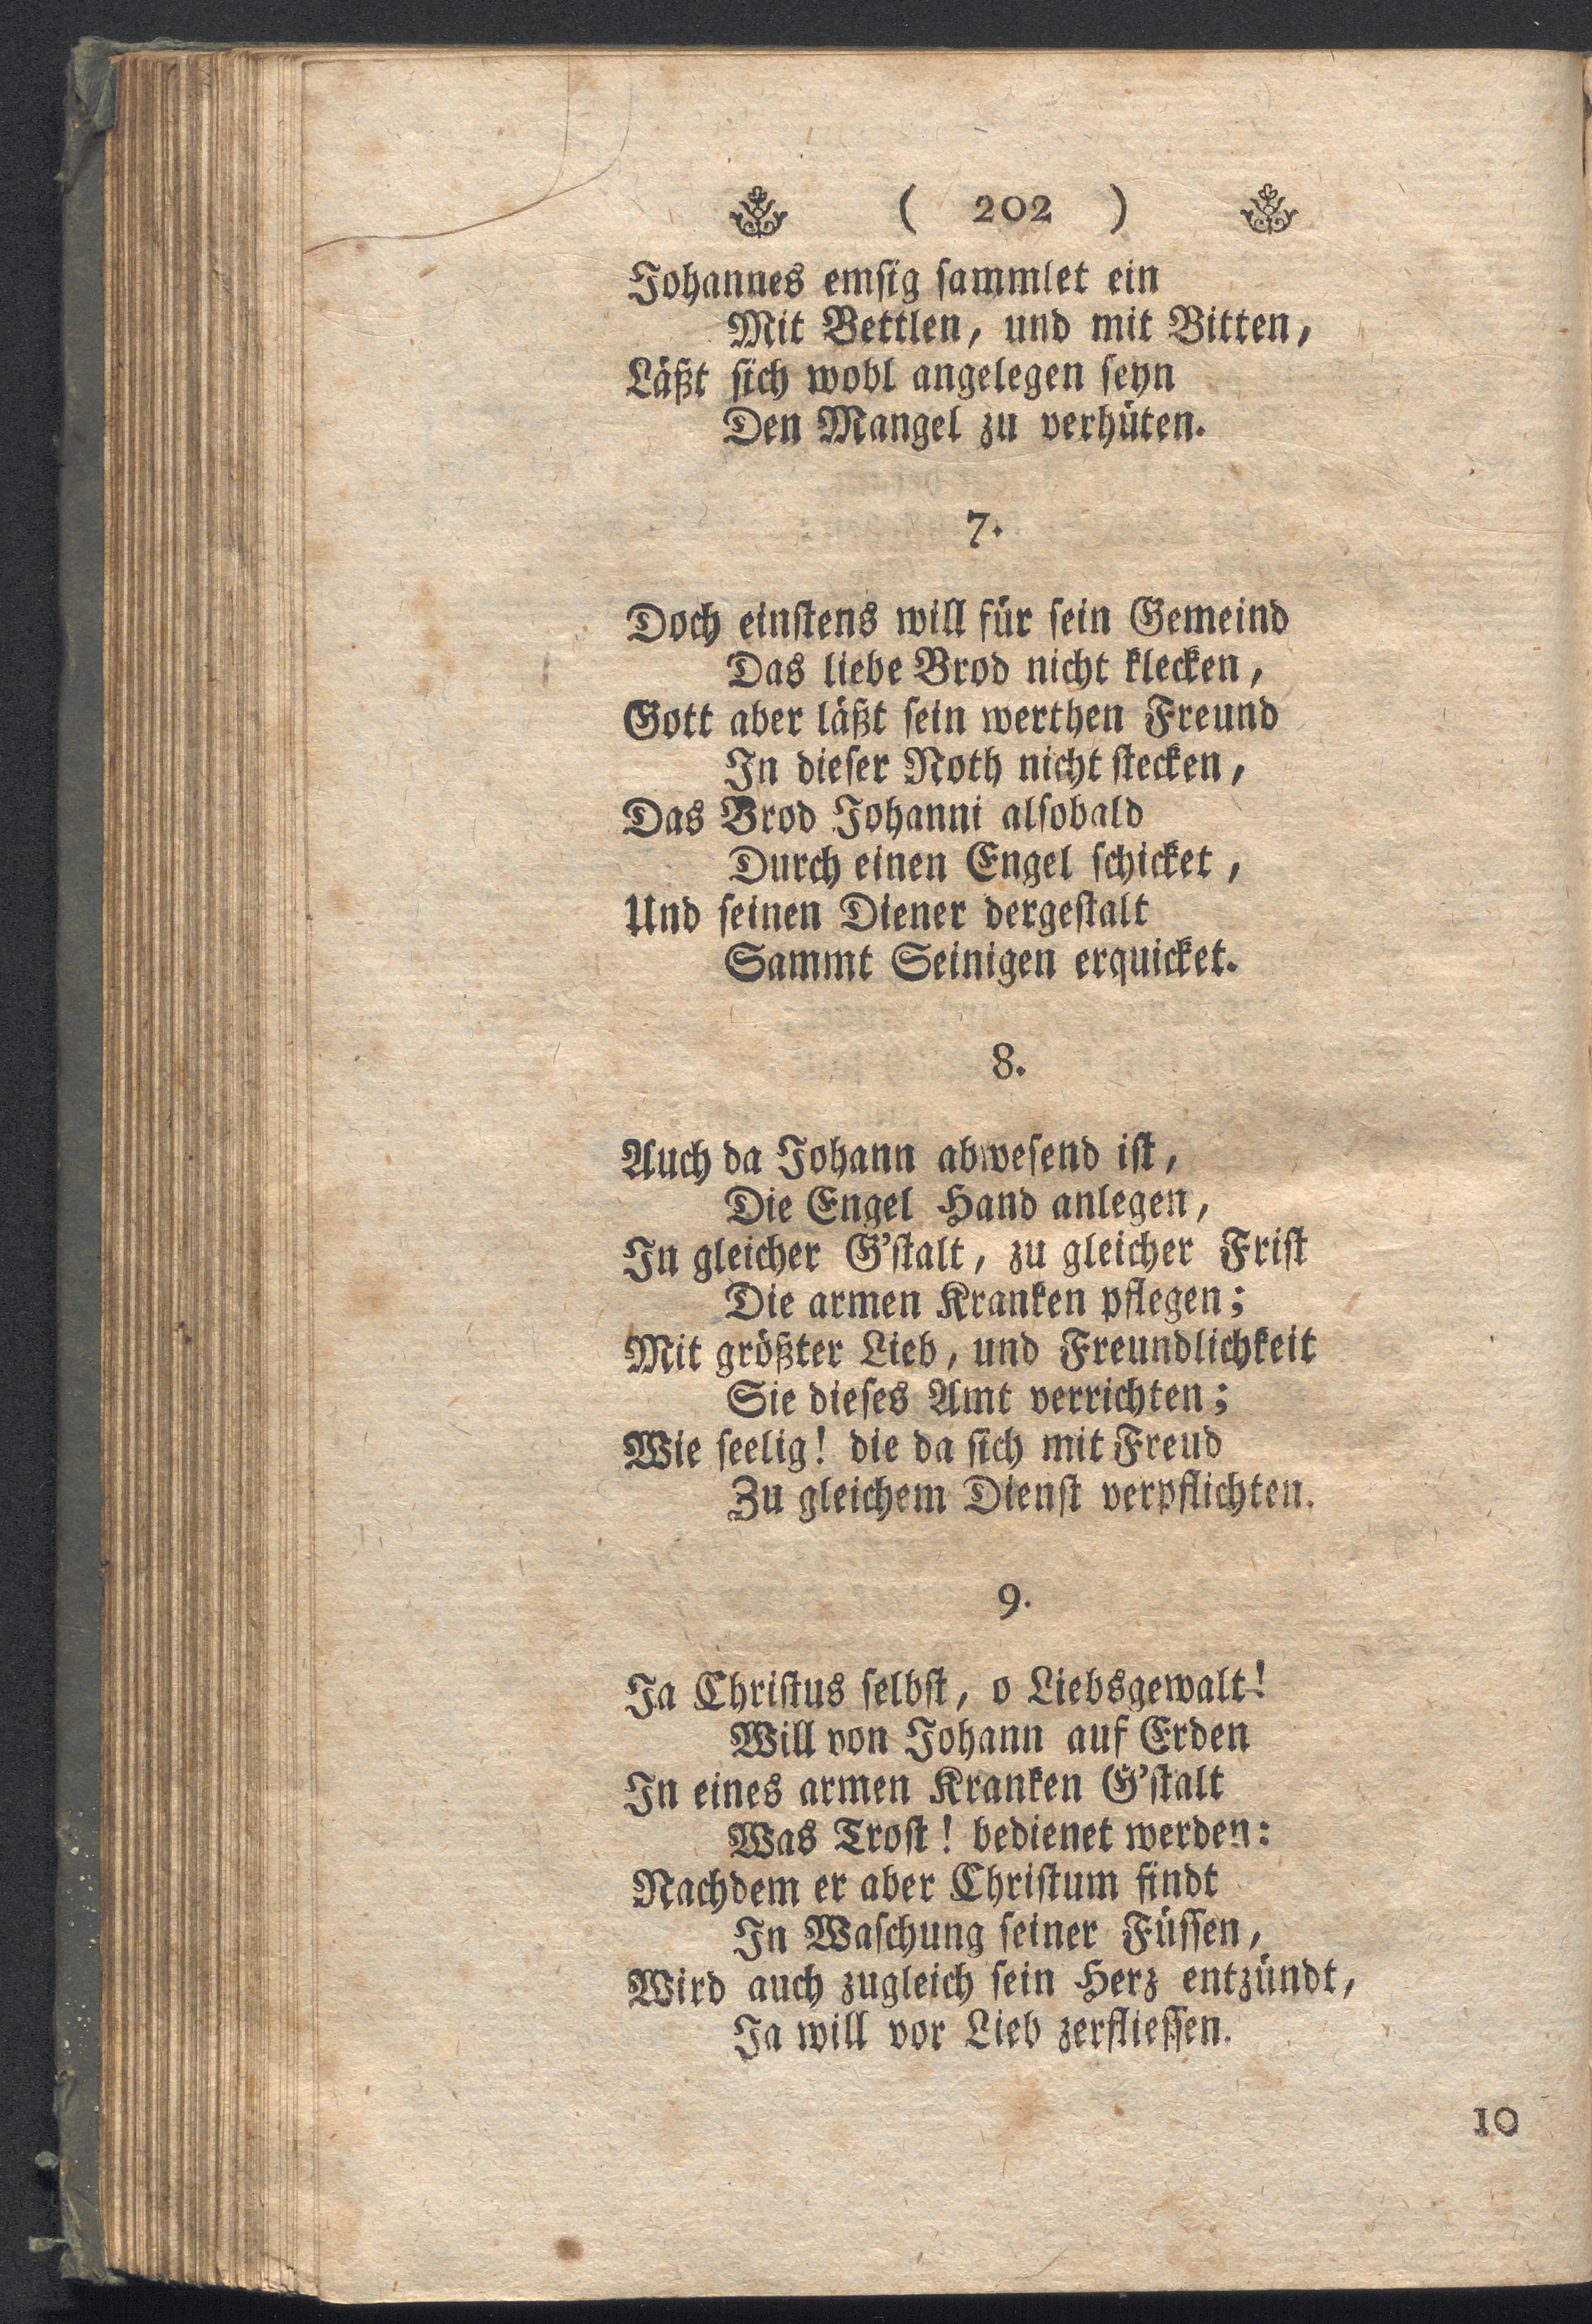 ( 202 )
Johannes emſig ſammlet ein
Mit Bettlen, und mit Bitten,
Läßt ſich wobl angelegen ſeyn
Den Mangel zu verhüten.
7.
Doch einſtens will für ſein Gemeind
Das liebe Brod nicht klecken,
Gott aber läßt ſein werthen Freund
In dieſer Noth nicht ſtecken,
Das Brod Johanni alſobald
Durch einen Engel ſchicket,
Und ſeinen Diener dergeſtalt
Sammt Seinigen erquicket.
8.
Auch da Johann abweſend iſt,
Die Engel Hand anlegen,
In gleicher G'ſtalt, zu gleicher Friſt
Die armen Kranken pflegen;
Mit größter Lieb, und Freundlichkeit
Sie dieſes Amt verrichten;
Wie ſeelig! die da ſich mit Freud
Zu gleichem Dienſt verpflichten.
9.
Ja Chriſtus ſelbſt, o Liebsgewalt!
Will von Johann auf Erden
In eines armen Kranken G'ſtalt
Was Troſt! bedienet werden:
Nachdem er aber Chriſtum findt
In Waſchung ſeiner Füſſen,
Wird auch zugleich ſein Herz entzündt,
Ja will vor Lieb zerflieſſen.
10